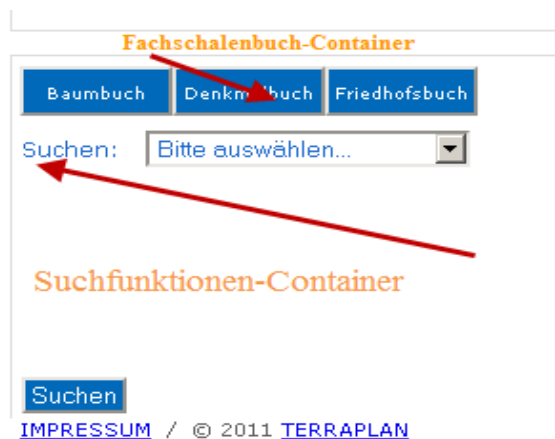 Fachschalenbuch-Container
Baumbuch Denkmalbuch Friedhofsbuch
Suchen: Bitte auswählen...
Suchfunktionen-Container
Suchen
IMPRESSUM / © 2011 TERRAPLAN